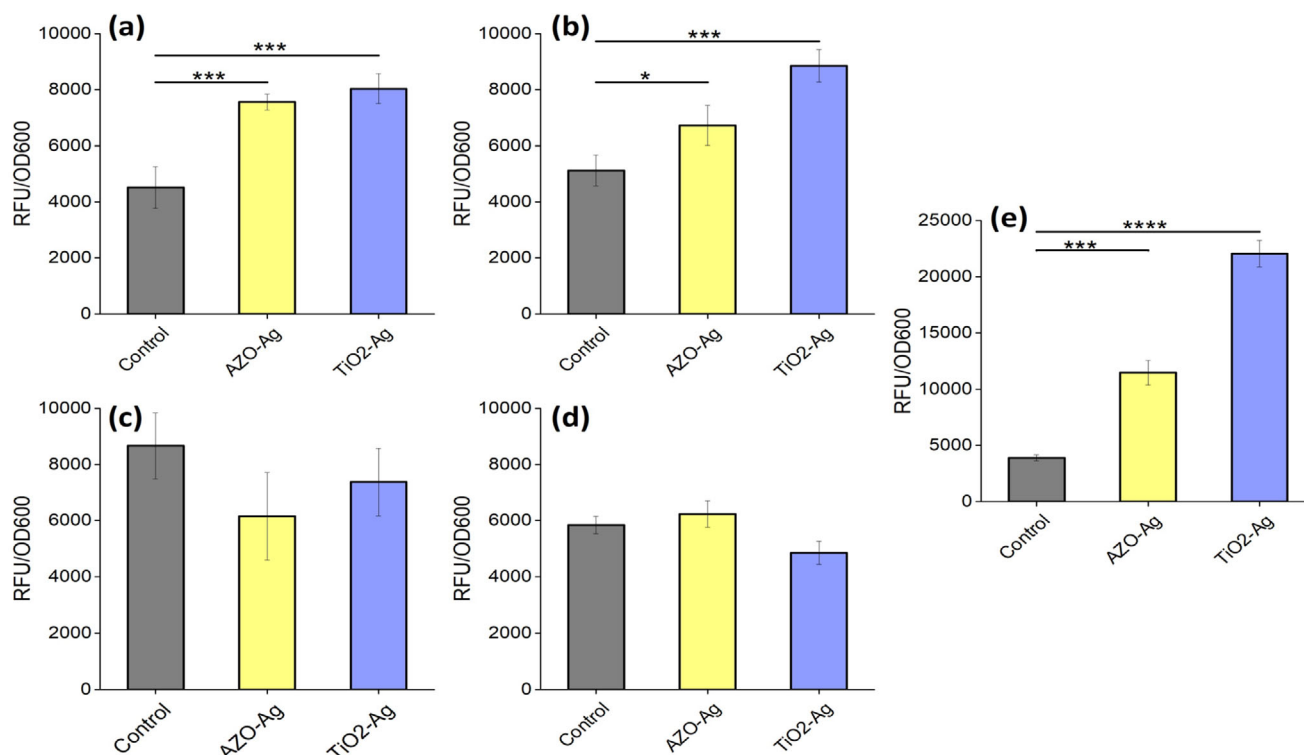 (a)
RFU/OD600
10000
8000
6000
4000
2000
0
***
***
Control
AZO-Ag
TiO2-Ag
(b)
RFU/OD600
10000
8000
6000
4000
2000
0
***
*
Control
AZO-Ag
TiO2-Ag
(c)
RFU/OD600
10000
8000
6000
4000
2000
0
Control
AZO-Ag
TiO2-Ag
(d)
RFU/OD600
10000
8000
6000
4000
2000
0
Control
AZO-Ag
TiO2-Ag
(e)
RFU/OD600
25000
20000
15000
10000
5000
0
****
***
Control
AZO-Ag
TiO2-Ag